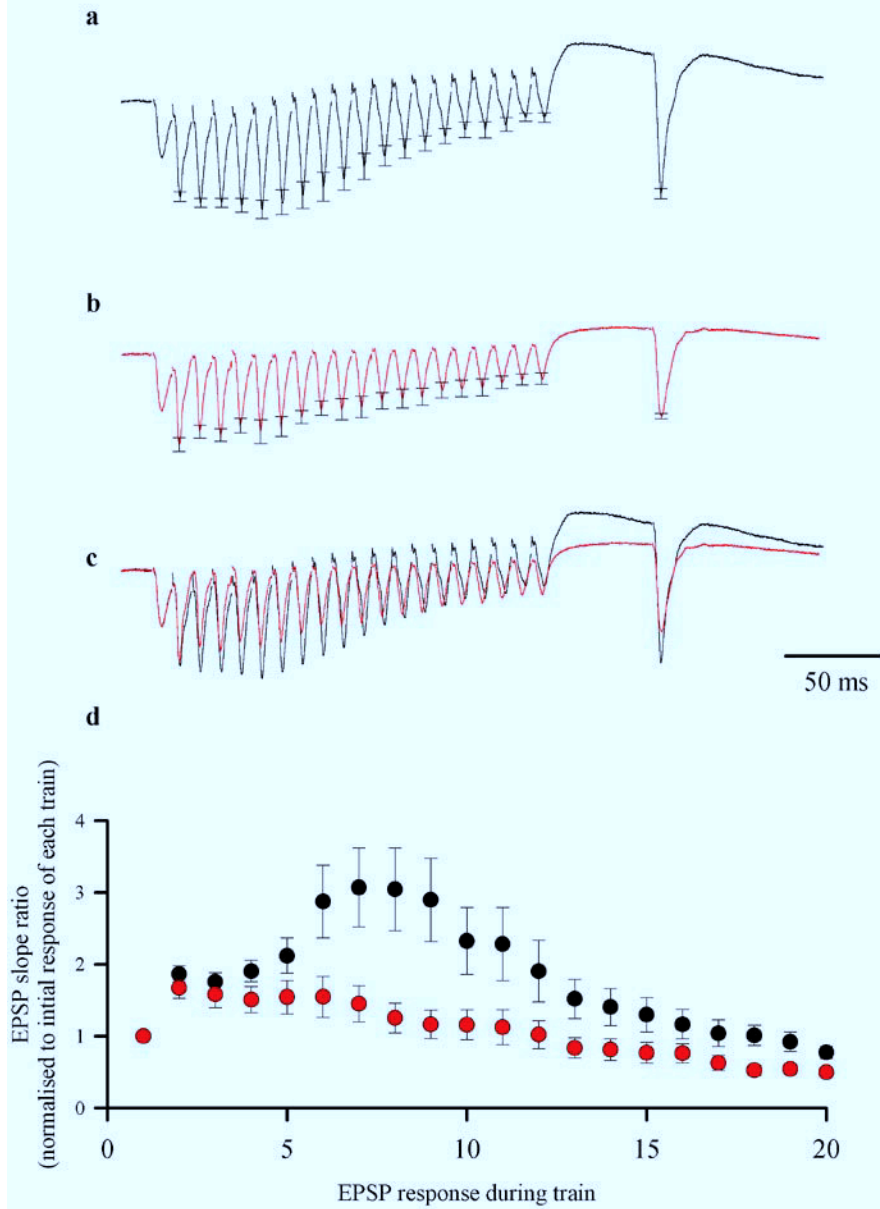 a
b
c
50 ms
d
EPSP slope ratio
(normalised to intial response of each train)
4
3
2
1
0
0 5 10 15 20
EPSP response during train